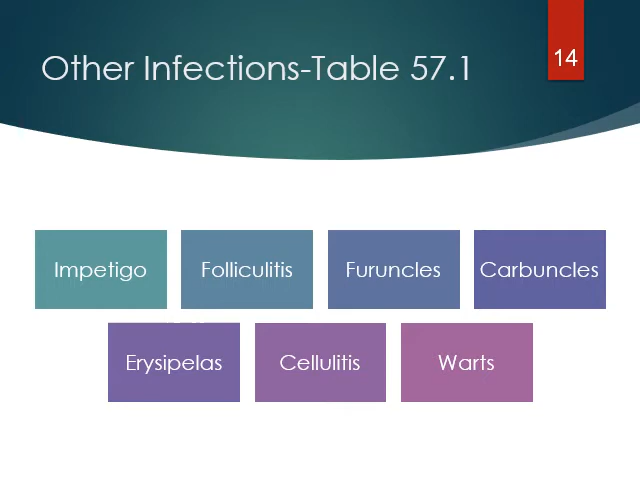 Other Infections-Table 57.1
14
Impetigo
Folliculitis
Furuncles
Carbuncles
Erysipelas
Cellulitis
Warts